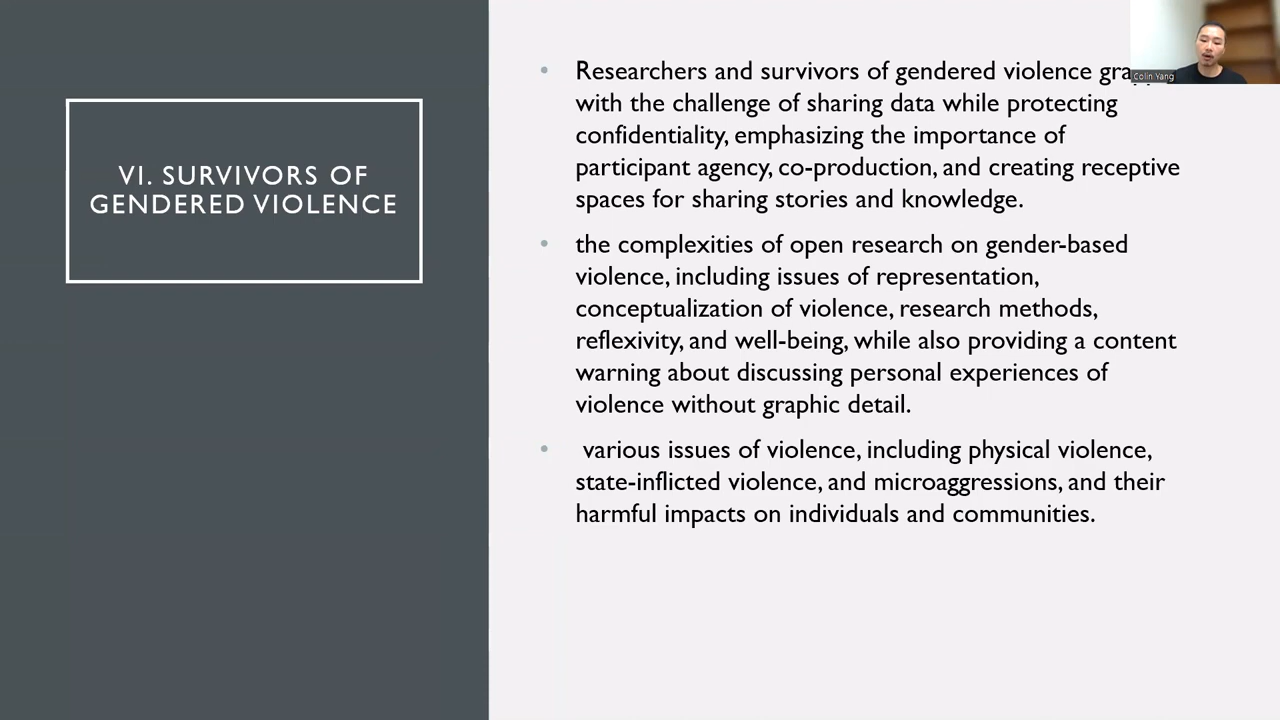 VI. SURVIVORS OF
GENDERED VIOLENCE
Researchers and survivors of gendered violence
with the challenge of sharing data while protecting
confidentiality, emphasizing the importance of
participant agency, co-production, and creating receptive
spaces for sharing stories and knowledge.
the complexities of open research on gender-based
violence, including issues of representation,
conceptualization of violence, research methods,
reflexivity, and well-being, while also providing a content
warning about discussing personal experiences of
violence without graphic detail.
various issues of violence, including physical violence,
state-inflicted violence, and microaggressions, and their
harmful impacts on individuals and communities.
Colin Yang